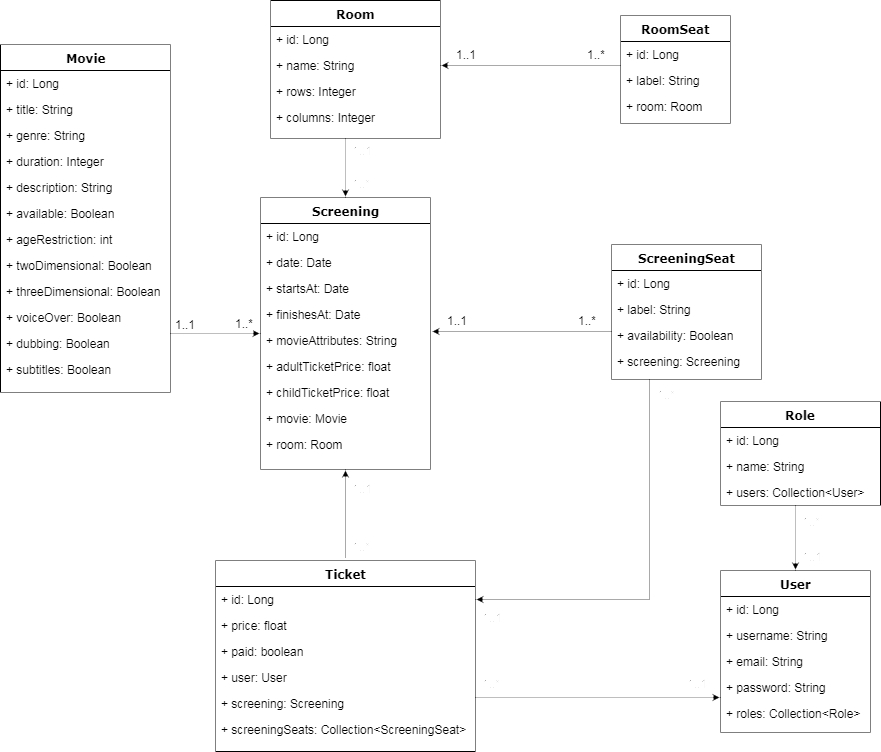 Room
+ id: Long
+ name: String
+ rows: Integer
+ columns: Integer
1..1
1..*
RoomSeat
+ id: Long
+ label: String
+ room: Room
Movie
+ id: Long
+ title: String
+ genre: String
+ duration: Integer
+ description: String
+ available: Boolean
+ ageRestriction: int
+ twoDimensional: Boolean
+ threeDimensional: Boolean
+ voiceOver: Boolean
+ dubbing: Boolean
+ subtitles: Boolean
1..1
1..*
Screening
+ id: Long
+ date: Date
+ startsAt: Date
+ finishesAt: Date
+ movieAttributes: String
+ adultTicketPrice: float
+ childTicketPrice: float
+ movie: Movie
+ room: Room
1..1
1..*
ScreeningSeat
+ id: Long
+ label: String
+ availability: Boolean
+ screening: Screening
Role
+ id: Long
+ name: String
+ users: Collection<User>
Ticket
+ id: Long
+ price: float
+ paid: boolean
+ user: User
+ screening: Screening
+ screeningSeats: Collection<ScreeningSeat>
User
+ id: Long
+ username: String
+ email: String
+ password: String
+ roles: Collection<Role>